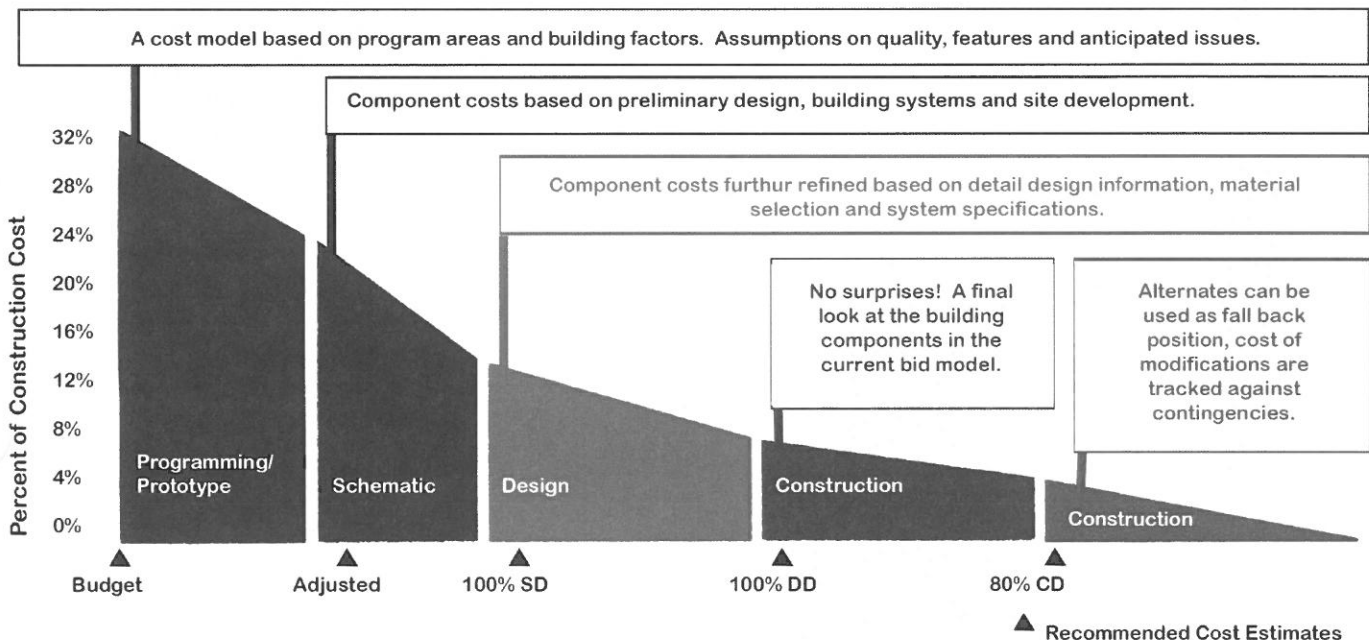 A cost model based on program areas and building factors.  Assumptions on quality, features and anticipated issues.
Component costs based on preliminary design, building systems and site development.
Component costs furthur refined based on detail design information, material
selection and system specifications.
No surprises!  A final
look at the building
components in the
current bid model.
Alternates can be
used as fall back
position, cost of
modifications are
tracked against
contingencies.
Percent of Construction Cost
32%
28%
24%
20%
16%
12%
8%
4%
0%
Programming/
Prototype
Schematic
Design
Construction
Construction
Budget
Adjusted
100% SD
100% DD
80% CD
Recommended Cost Estimates